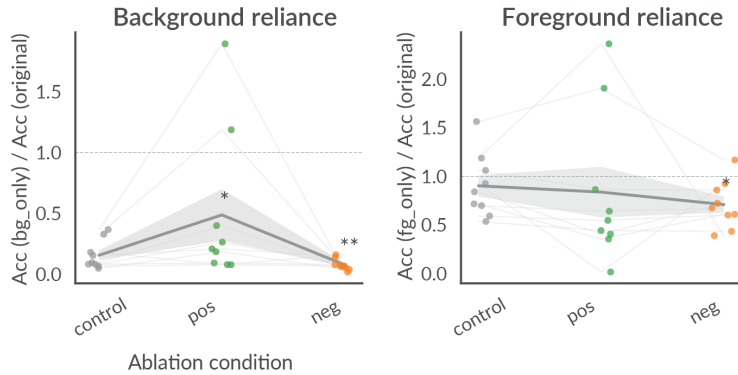 Background reliance
Acc (bg_only) / Acc (original)
1.5
1.0
0.5
0.0
*
**
control
pos
neg
Ablation condition
Foreground reliance
Acc (fg_only) / Acc (original)
2.0
1.5
1.0
0.5
0.0
*
control
pos
neg